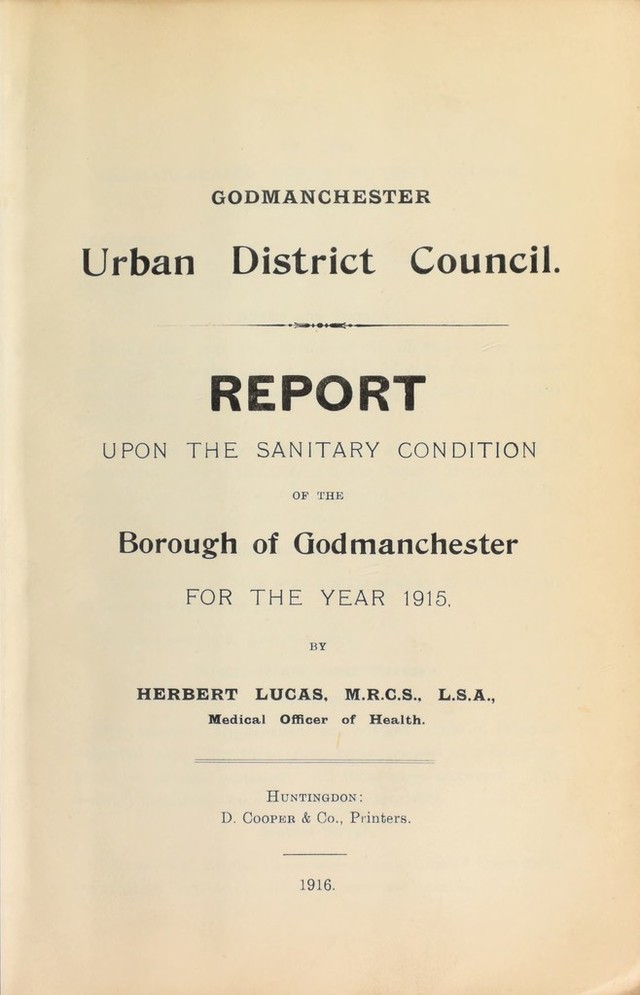 GODMANCHESTER
Urban District Council.
REPORT
UPON THE SANITARY CONDITION
OF THE
Borough of Godmanchester
FOR THE YEAR 1915.
BY
HERBERT LUCAS, M.R.C.S., L.S.A.,
Medical Officer of Health.
HUNTINGDON:
D. COOPER & Co., Printers.
1916.